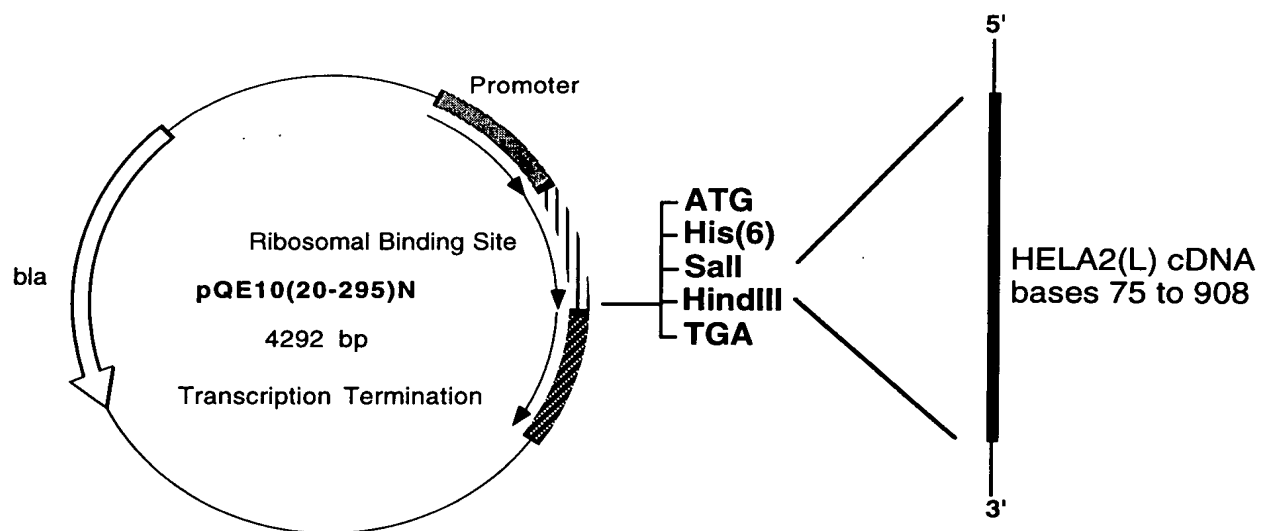 5'
Promoter
ATG
His(6)
SalI
HindIII
TGA
Ribosomal Binding Site
bla
pQE10(20-295)N
4292 bp
Transcription Termination
HELA2(L) cDNA
bases 75 to 908
3'